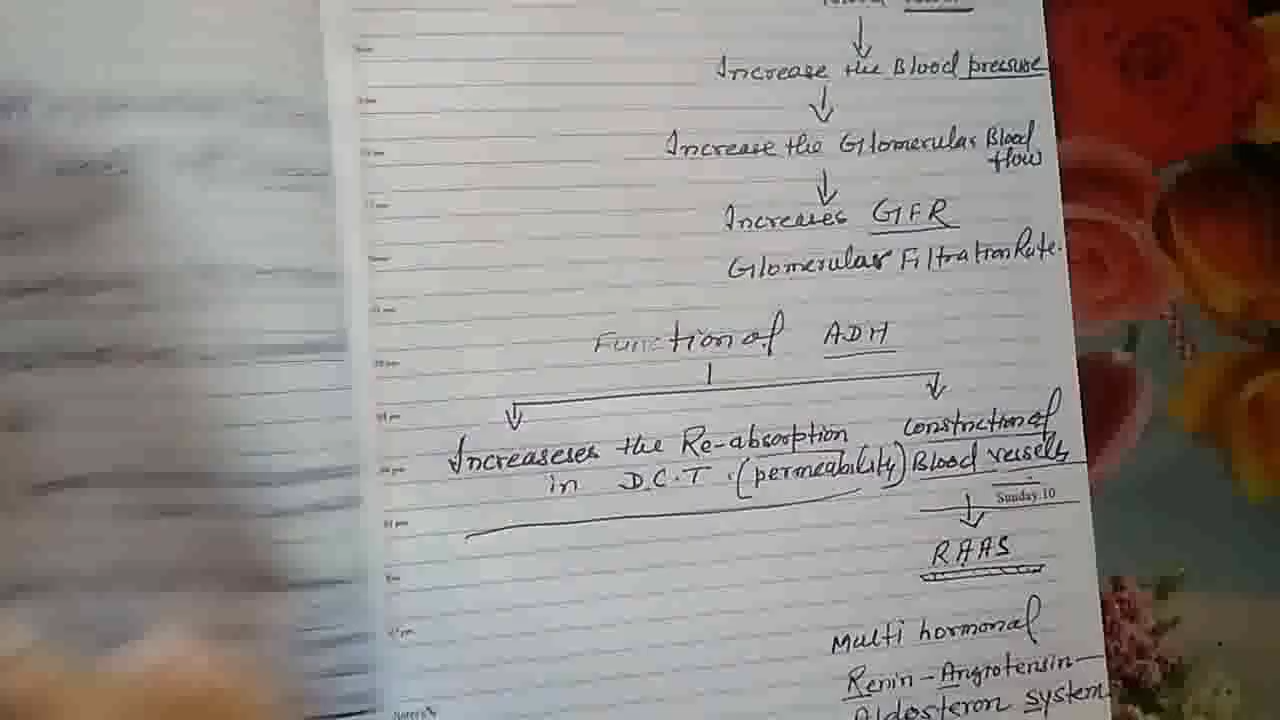 Increase the Blood pressure
Increase the Glomerular Blood
flow
Increases GFR
Glomerular Filtration Rate.
Function of ADH
Increaseses the Re-absorption
in D.C.T. (permeability)
Constriction of
Blood vessels
Sunday 10
RAAS
Multi hormonal
Renin-Angiotensin-
Aldosteron system